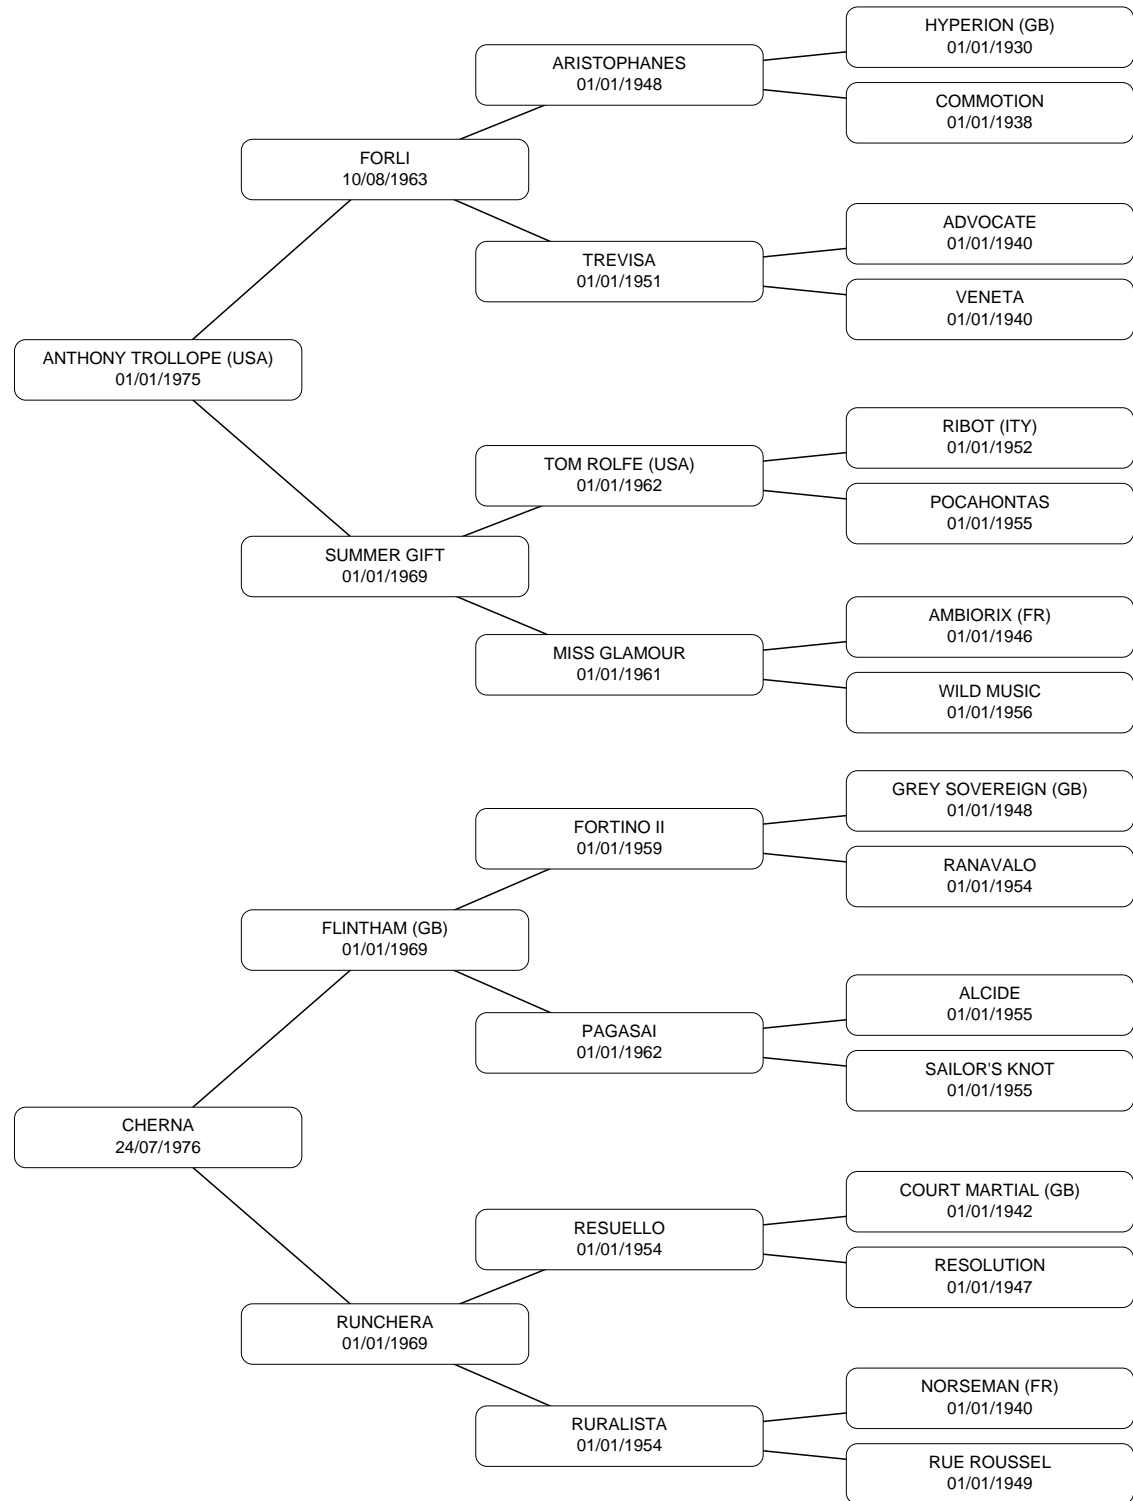 HYPERION (GB)
01/01/1930
ARISTOPHANES
01/01/1948
COMMOTION
01/01/1938
FORLI
10/08/1963
ADVOCATE
01/01/1940
TREVISA
01/01/1951
VENETA
01/01/1940
ANTHONY TROLLOPE (USA)
01/01/1975
RIBOT (ITY)
01/01/1952
TOM ROLFE (USA)
01/01/1962
POCAHONTAS
01/01/1955
SUMMER GIFT
01/01/1969
AMBIORIX (FR)
01/01/1946
MISS GLAMOUR
01/01/1961
WILD MUSIC
01/01/1956
GREY SOVEREIGN (GB)
01/01/1948
FORTINO II
01/01/1959
RANAVALO
01/01/1954
FLINTHAM (GB)
01/01/1969
ALCIDE
01/01/1955
PAGASAI
01/01/1962
SAILOR'S KNOT
01/01/1955
CHERNA
24/07/1976
COURT MARTIAL (GB)
01/01/1942
RESUELLO
01/01/1954
RESOLUTION
01/01/1947
RUNCHERA
01/01/1969
NORSEMAN (FR)
01/01/1940
RURALISTA
01/01/1954
RUE ROUSSEL
01/01/1949